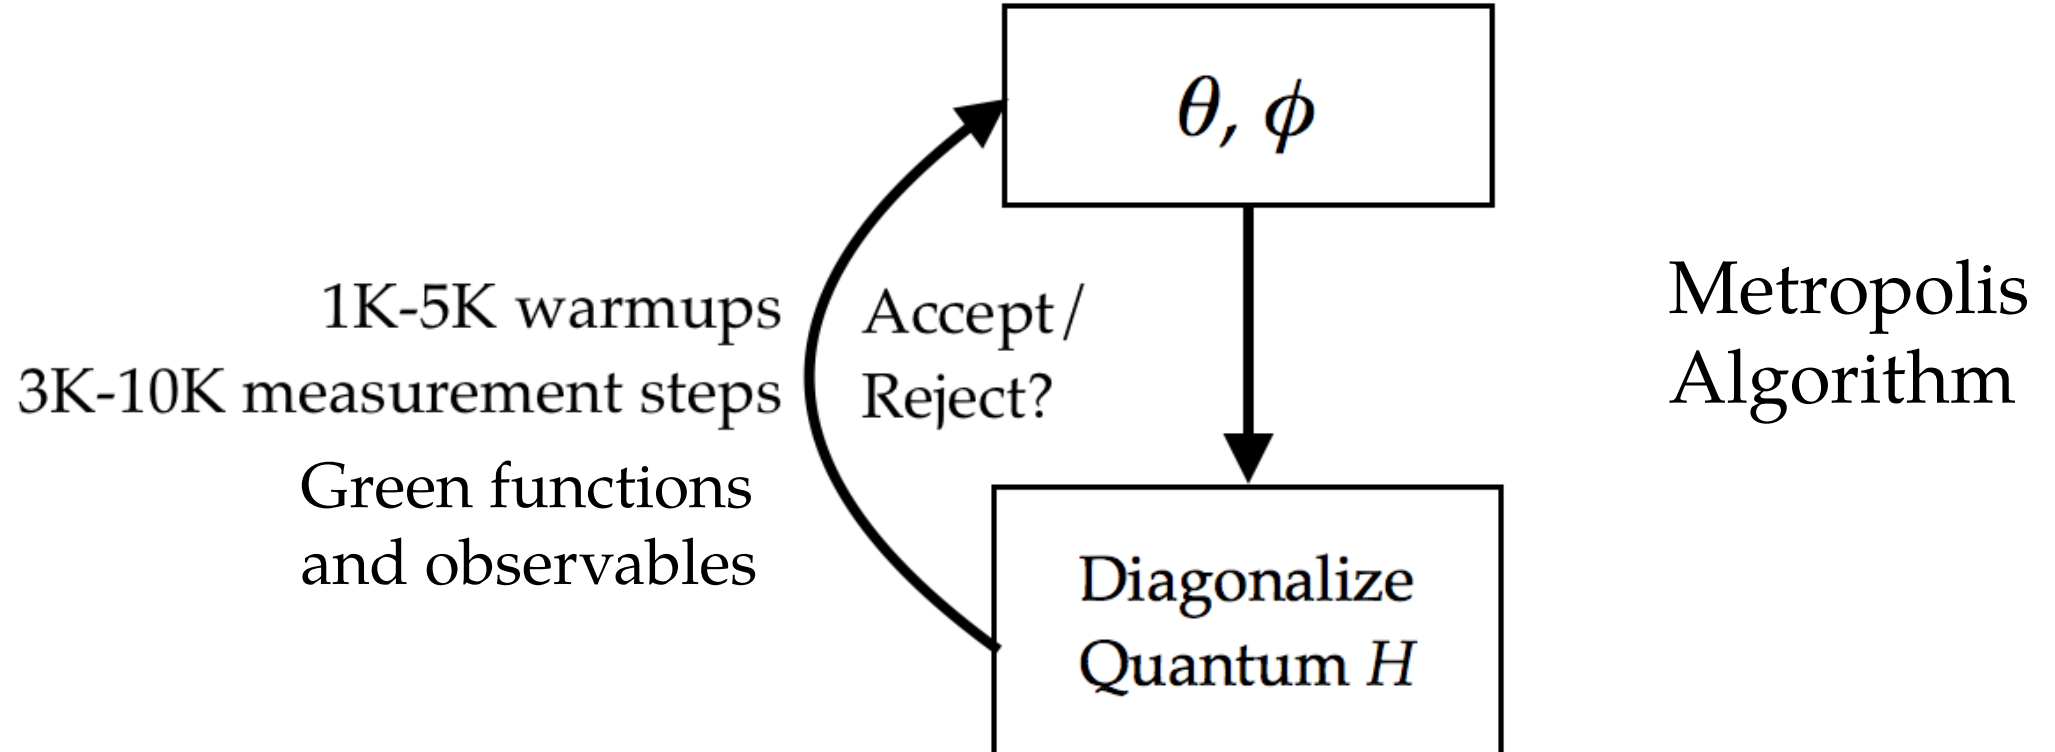 θ, ϕ
1K-5K warmups
3K-10K measurement steps
Accept/
Reject?
Metropolis
Algorithm
Green functions
and observables
Diagonalize
Quantum H